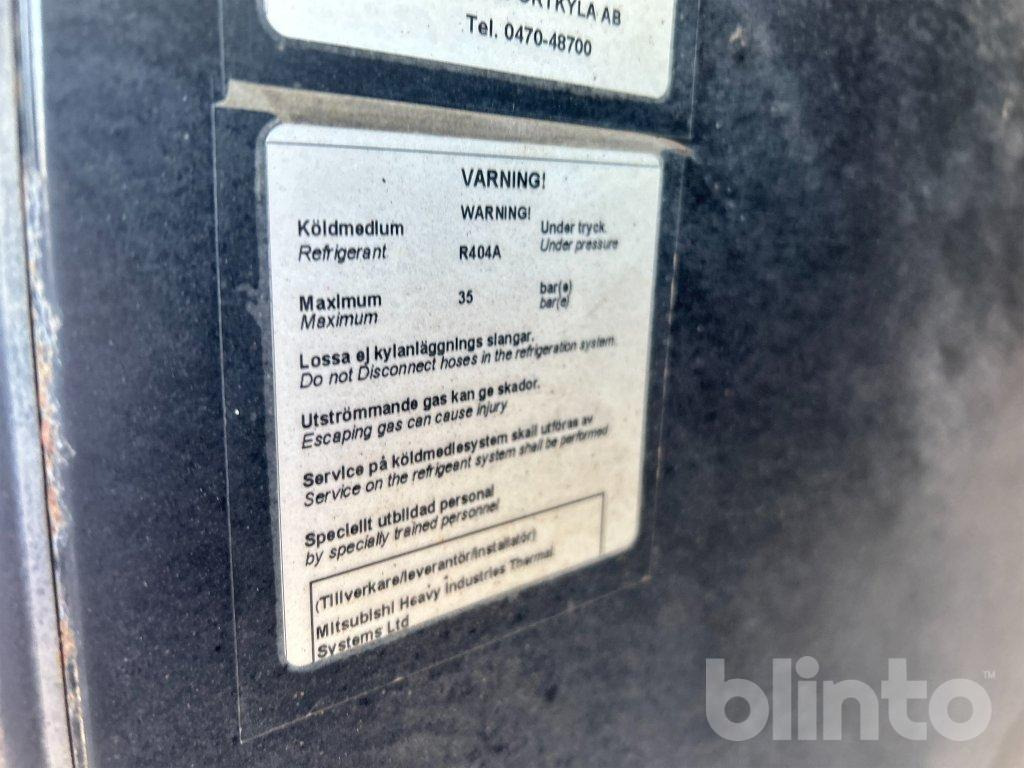 Tel. 0470-48700
VARNING!
WARNING!
Köldmedium Under tryck
Refrigerant R404A Under pressure
Maximum 35 bar(e)
Maximum bar(e)
Lossa ej kylanläggnings slangar.
Do not Disconnect hoses in the refrigeration system.
Utströmmande gas kan ge skador.
Escaping gas can cause injury
Service på köldmediesystem skall utföras av
Service on the refrigeant system shall be performed
Speciellt utbildad personal
by specially trained personnel
(Tillverkare/leverantör/installatör)
Mitsubishi Heavy Industries Thermal
Systems Ltd
blinto™